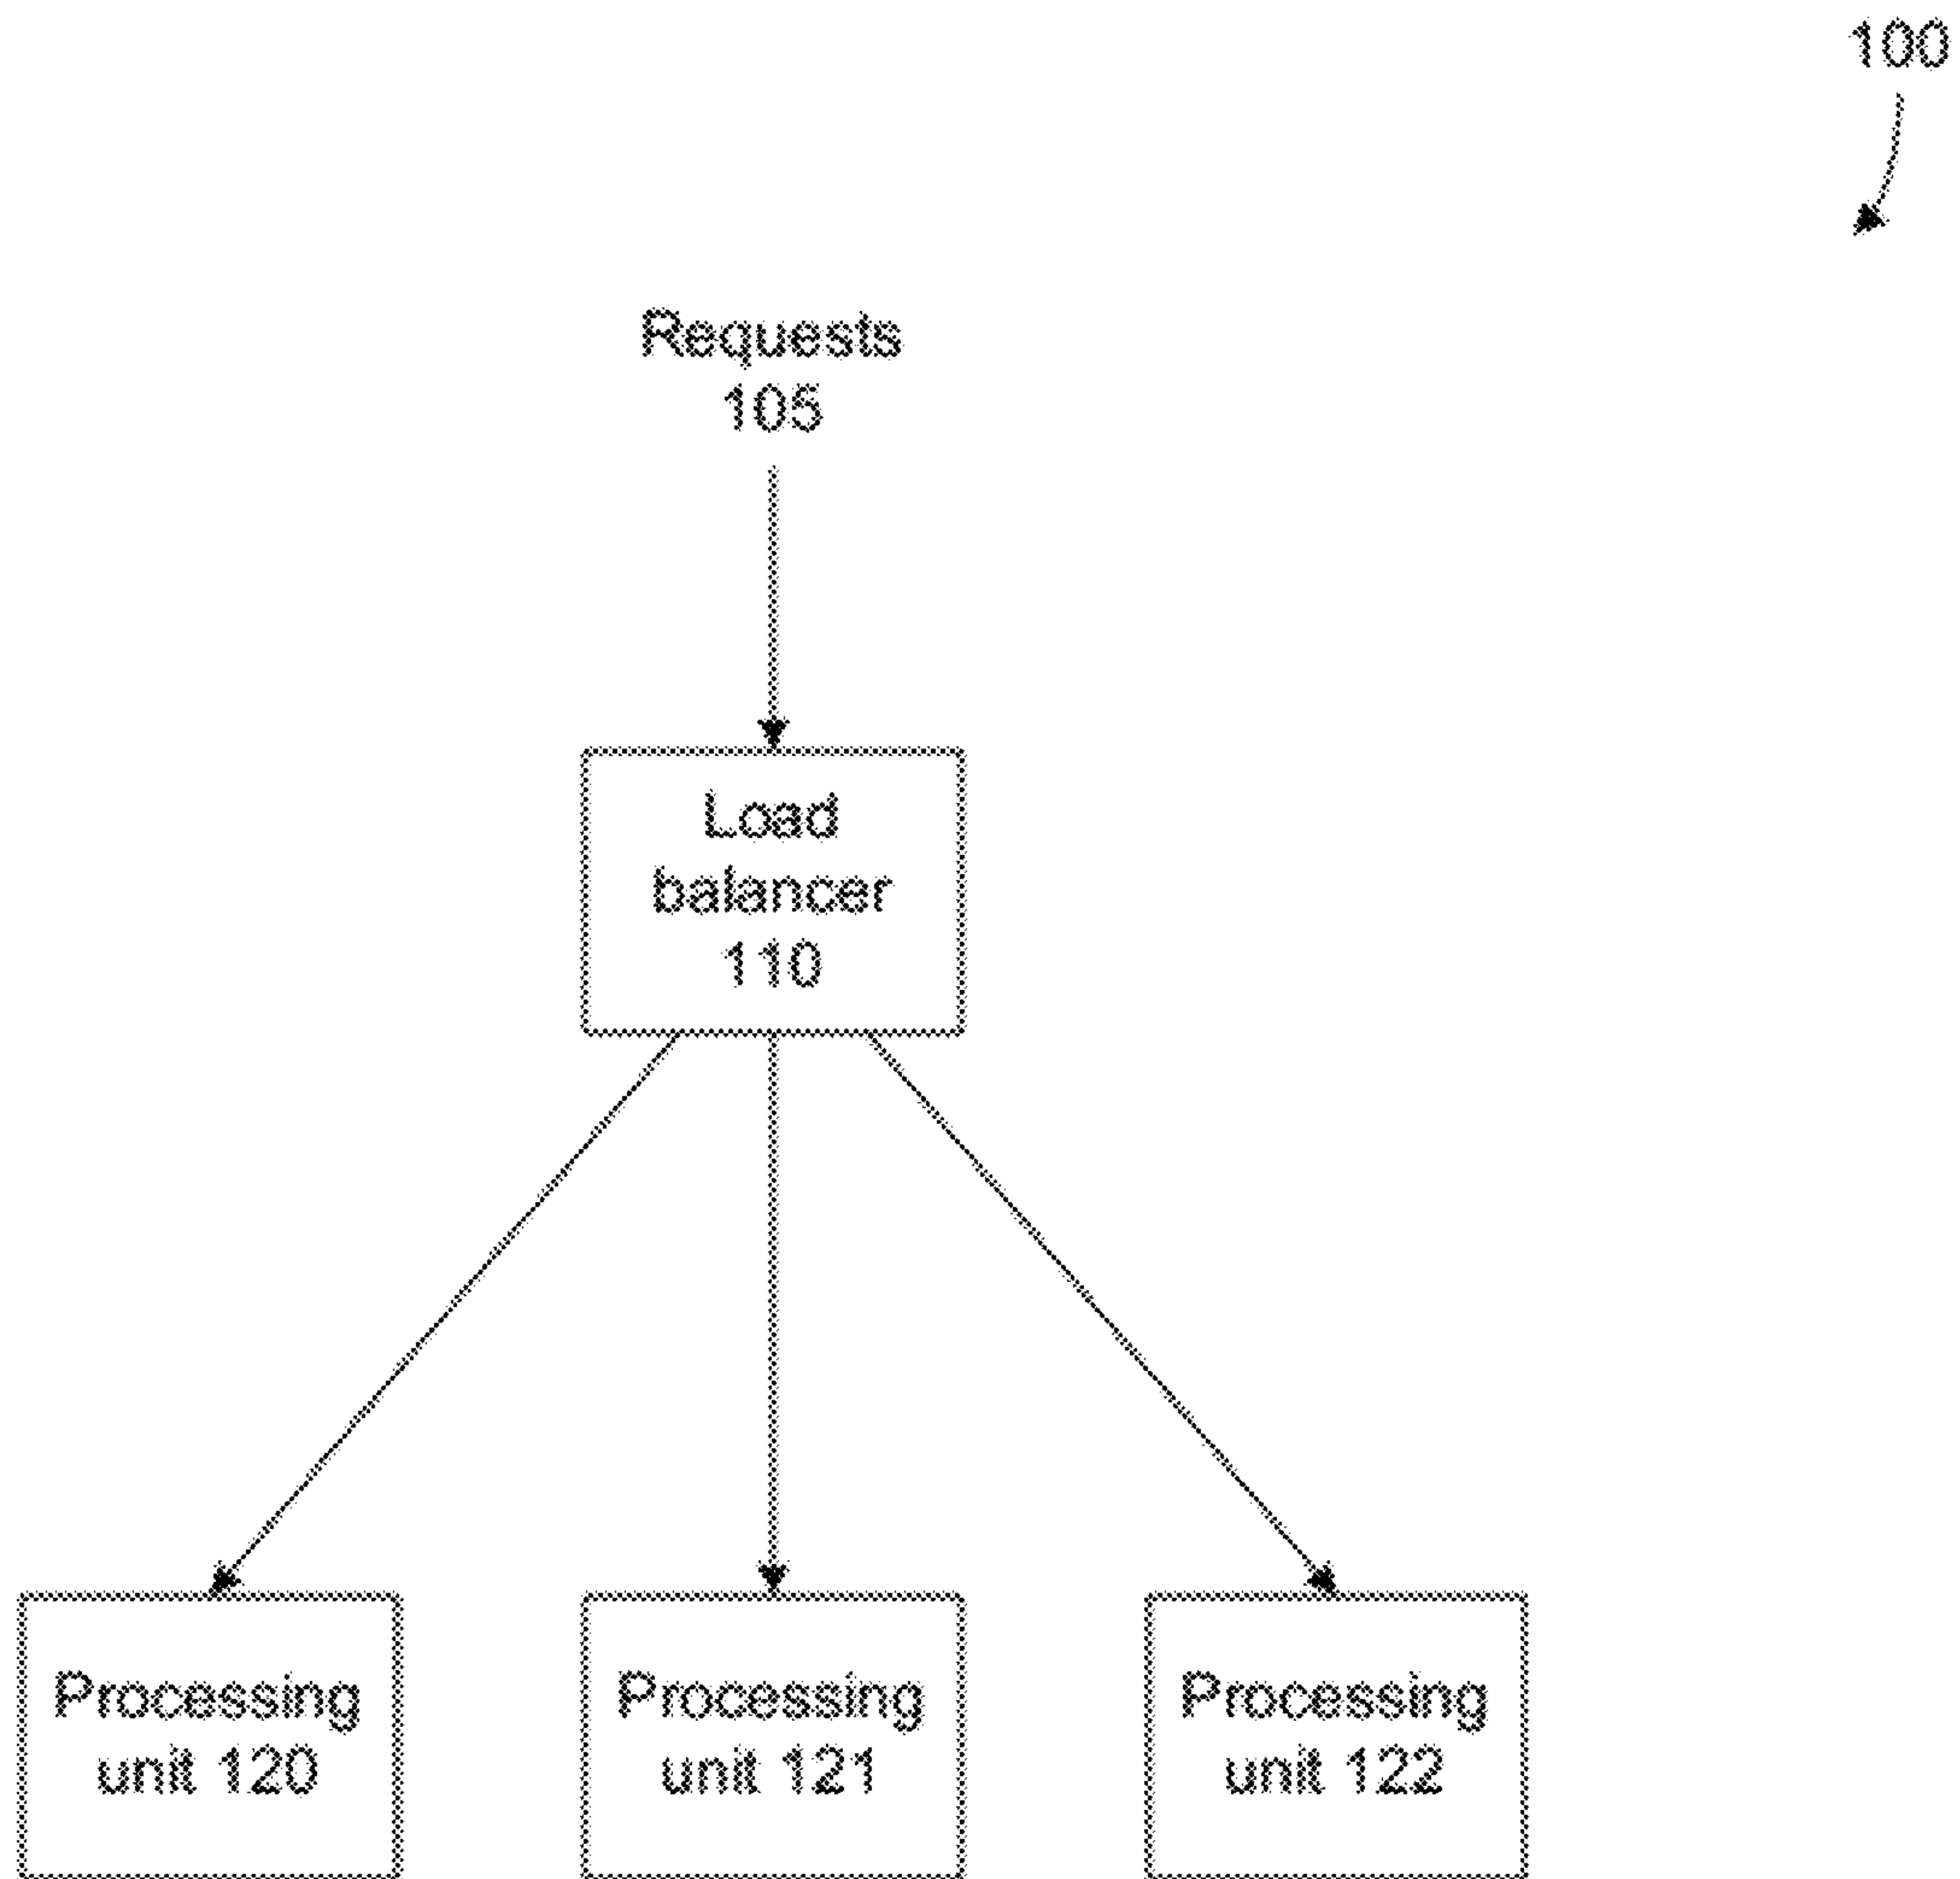 100
Requests
105
Load
balancer
110
Processing
unit 120
Processing
unit 121
Processing
unit 122